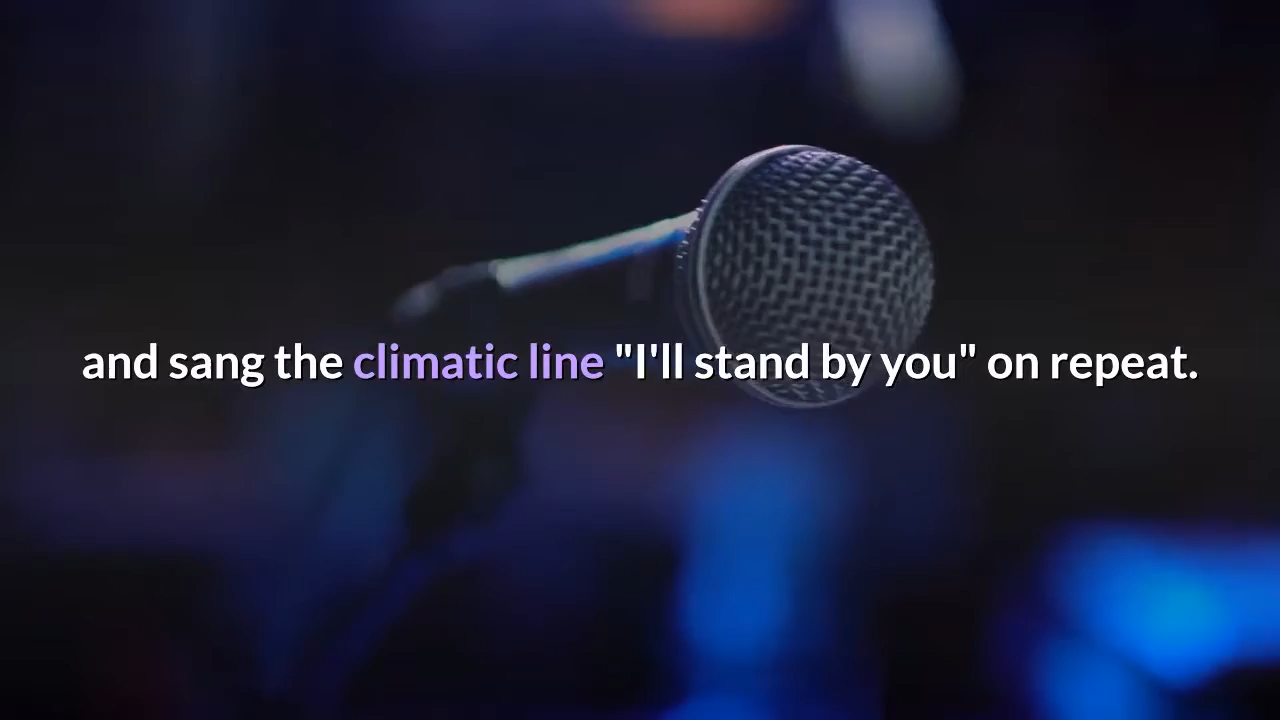 and sang the climatic line "I'll stand by you" on repeat.